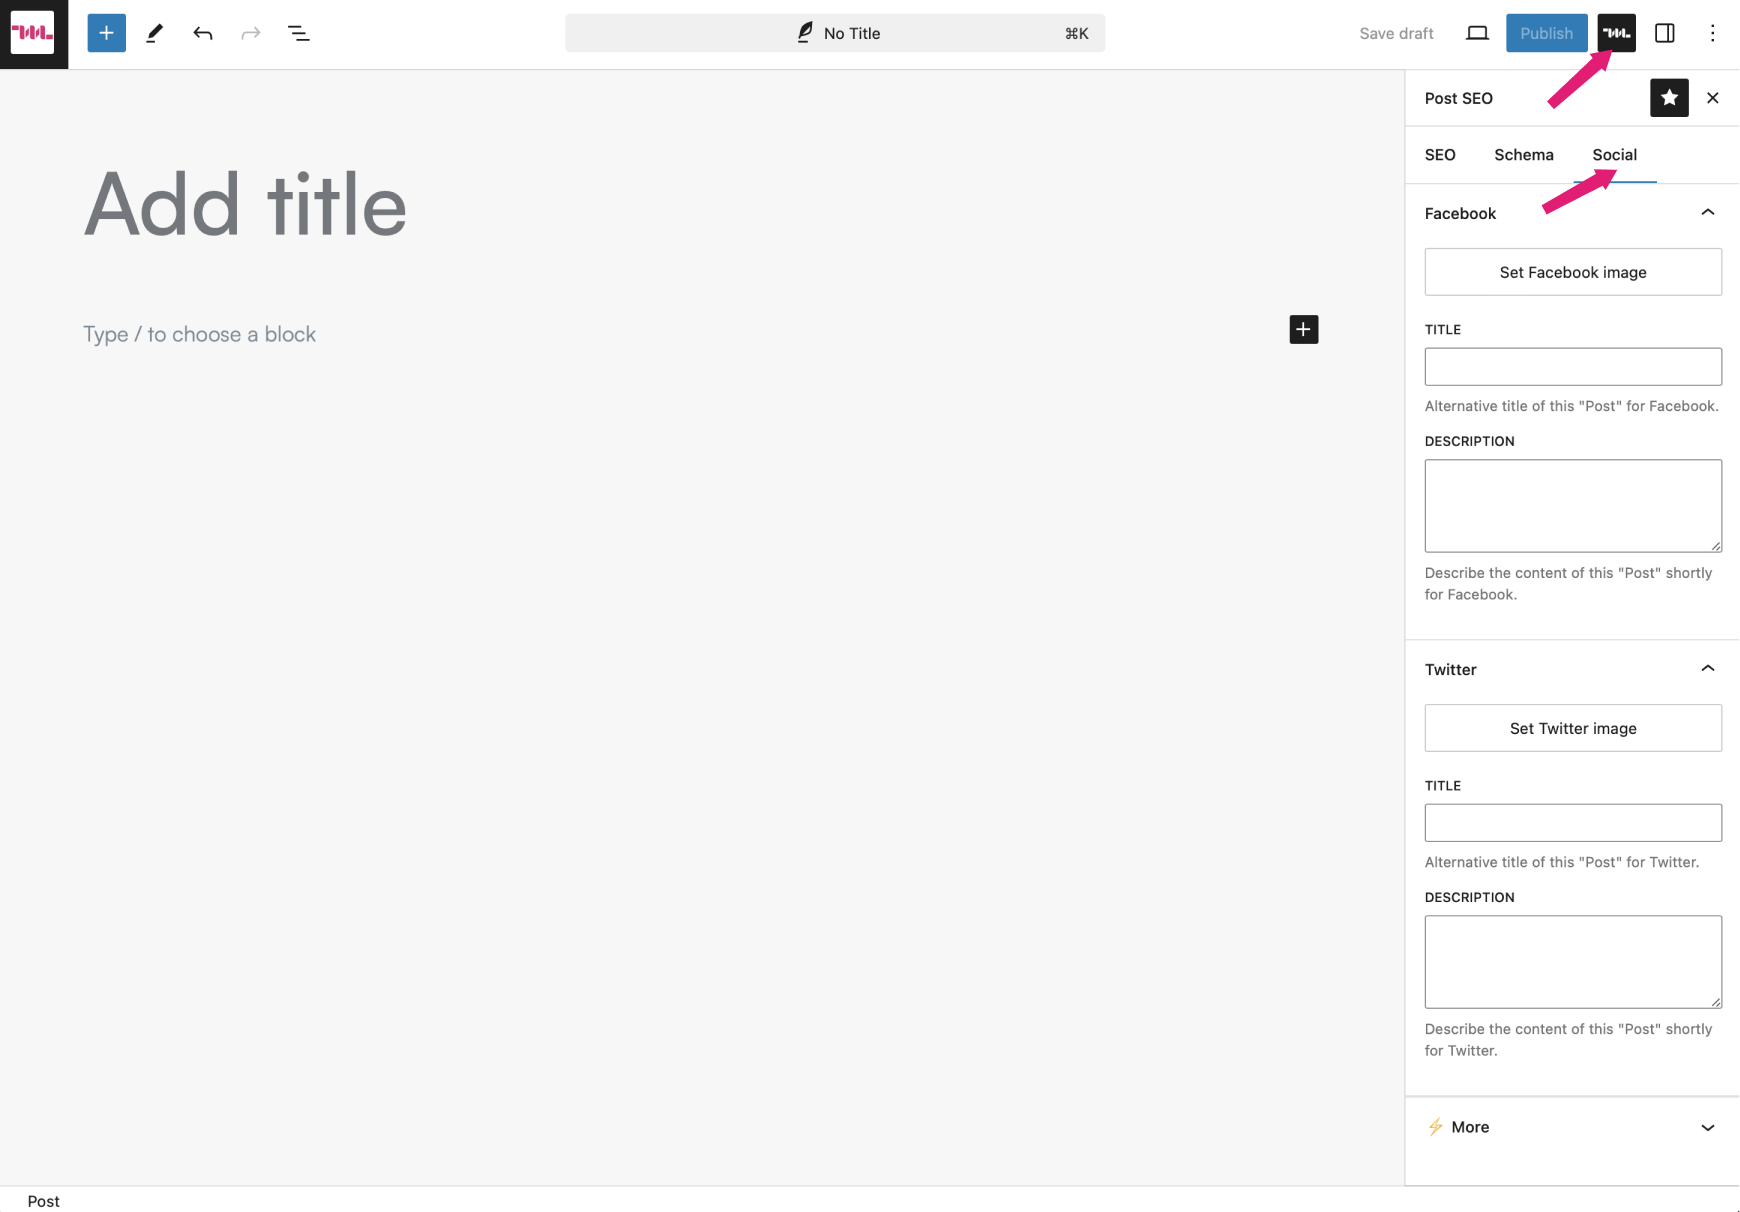 No Title
⌘K
Save draft
Publish
Post SEO
SEO
Schema
Social
Add title
Type / to choose a block
Facebook
Set Facebook image
TITLE
Alternative title of this "Post" for Facebook.
DESCRIPTION
Describe the content of this "Post" shortly
for Facebook.
Twitter
Set Twitter image
TITLE
Alternative title of this "Post" for Twitter.
DESCRIPTION
Describe the content of this "Post" shortly
for Twitter.
⚡ More
Post